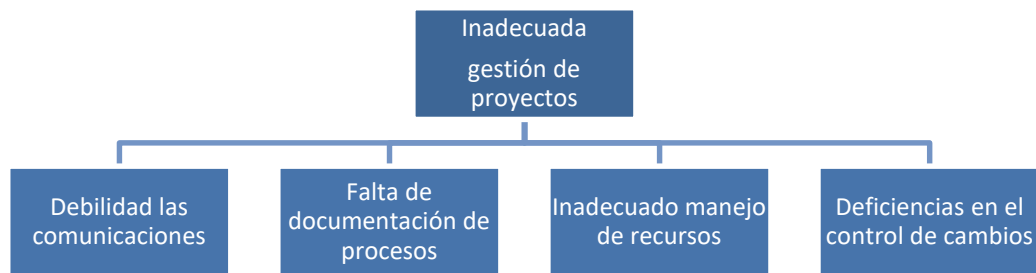 Inadecuada
gestión de
proyectos
Debilidad las
comunicaciones
Falta de
documentación de
procesos
Inadecuado manejo
de recursos
Deficiencias en el
control de cambios